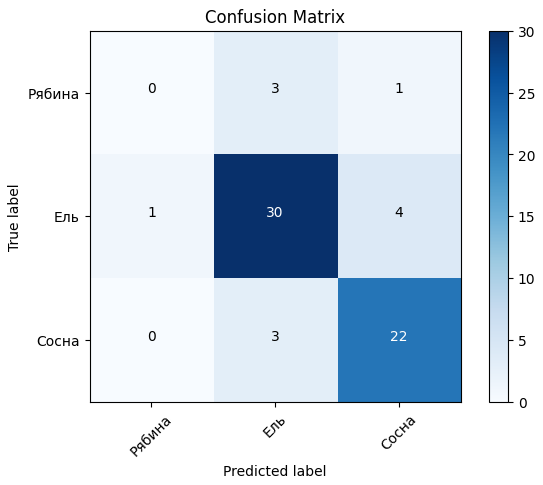 Confusion Matrix
True label
Рябина
0 3 1
Ель
1 30 4
Сосна
0 3 22
Рябина Ель Сосна
Predicted label
30
25
20
15
10
5
0